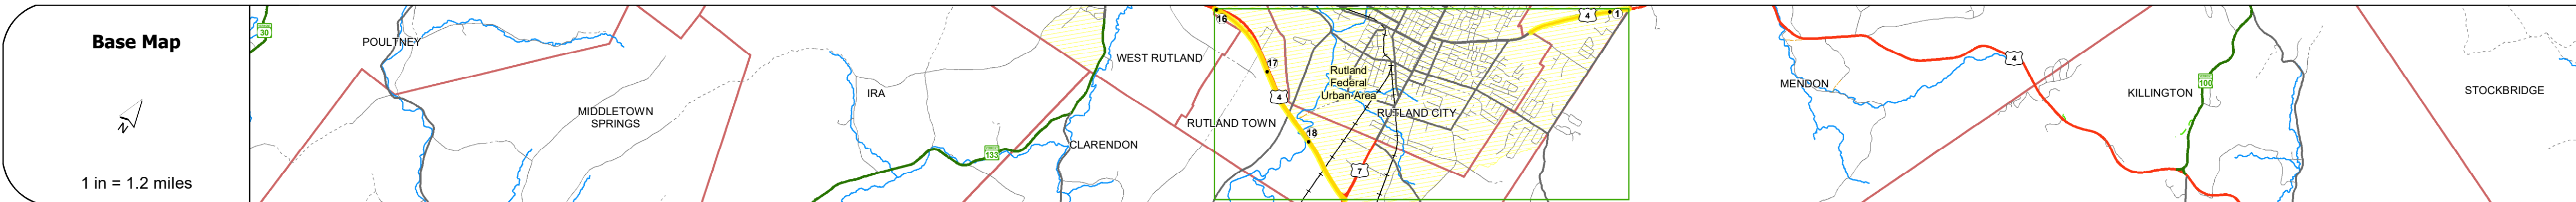 Base Map
N
1 in = 1.2 miles
30
POULTNEY
MIDDLETOWN
SPRINGS
IRA
133
WEST RUTLAND
CLARENDON
16
17
4
18
RUTLAND TOWN
Rutland
Federal
Urban Area
RUTLAND CITY
7
4
1
MENDON
4
KILLINGTON
100
STOCKBRIDGE